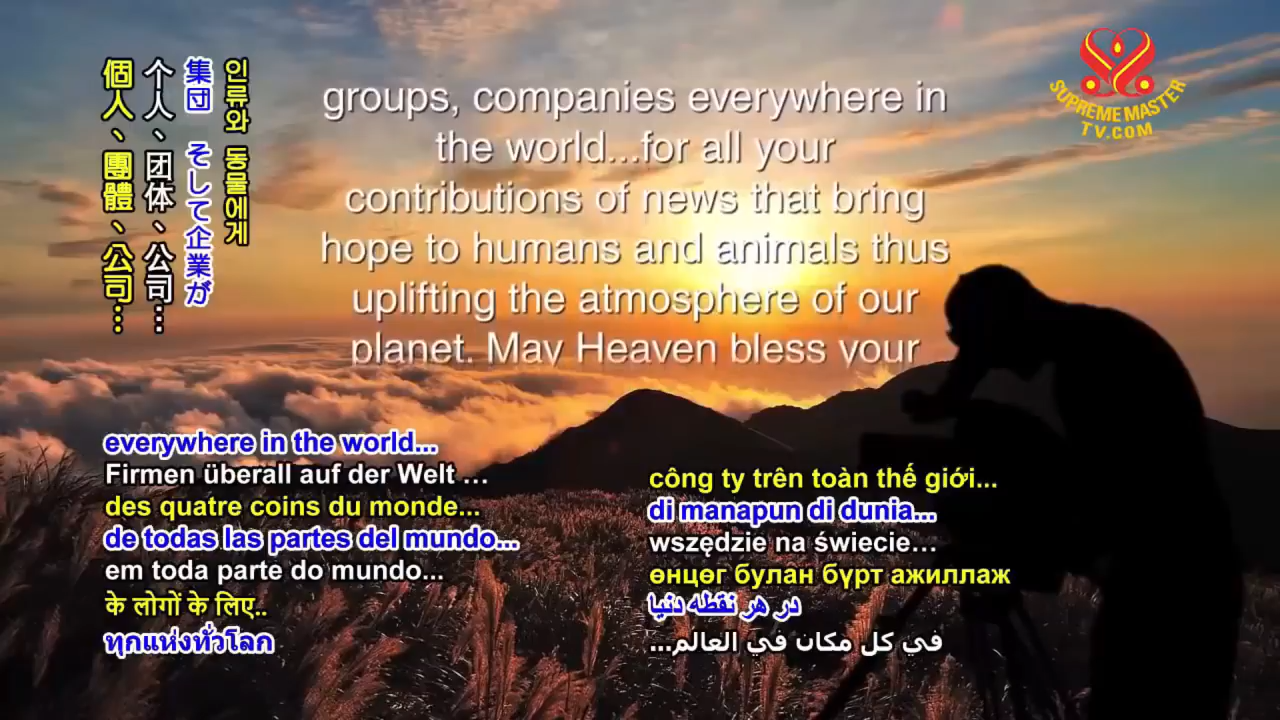 個人、團體、公司…
个人、团体、公司…
集団　そして企業が
인류와 동물에게
groups, companies everywhere in
the world...for all your
contributions of news that bring
hope to humans and animals thus
uplifting the atmosphere of our
planet. May Heaven bless your
SUPREME MASTER
TV.COM
everywhere in the world...
Firmen überall auf der Welt …
des quatre coins du monde...
de todas las partes del mundo...
em toda parte do mundo...
के लोगों के लिए..
ทุกแห่งทั่วโลก
công ty trên toàn thế giới...
di manapun di dunia...
wszędzie na świecie…
өнцөг булан бүрт ажиллаж
در هر نقطه دنیا
في كل مكان في العالم...